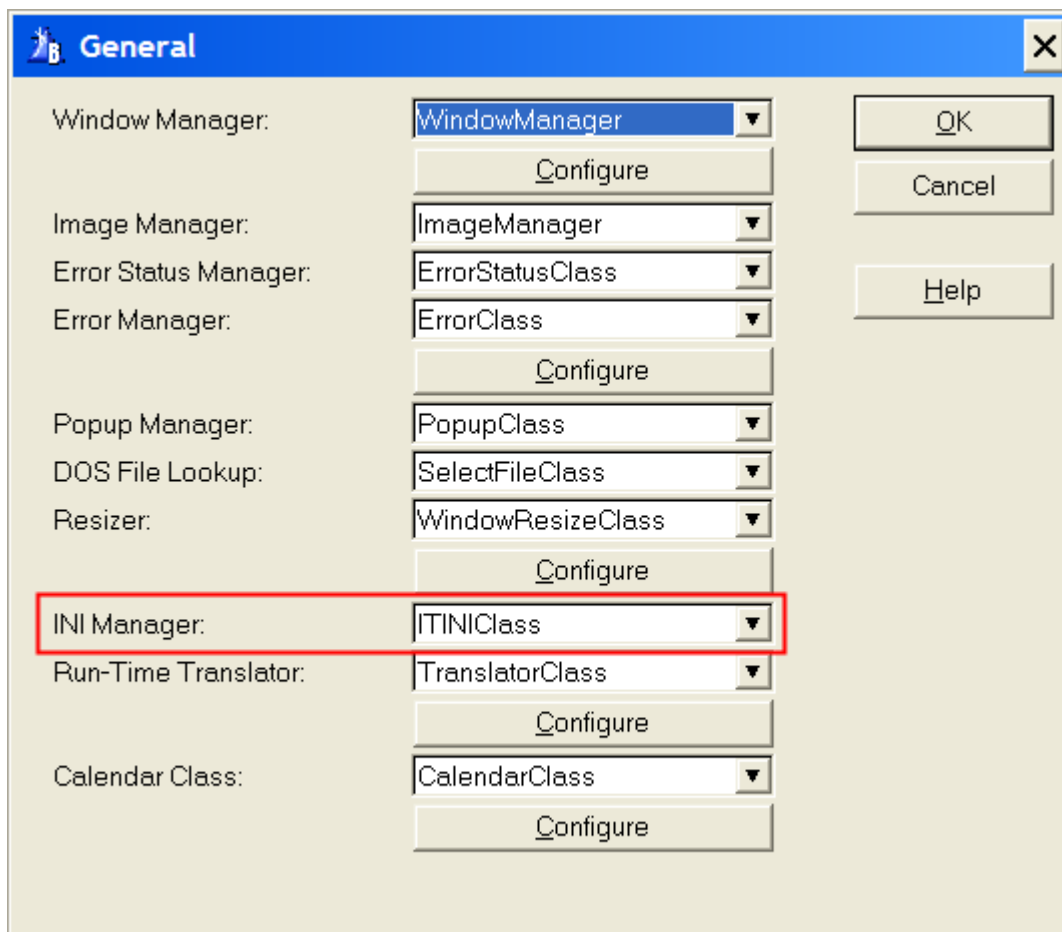 General
Window Manager: WindowManager
OK
Configure
Cancel
Image Manager: ImageManager
Error Status Manager: ErrorStatusClass
Help
Error Manager: ErrorClass
Configure
Popup Manager: PopupClass
DOS File Lookup: SelectFileClass
Resizer: WindowResizeClass
Configure
INI Manager: ITINIClass
Run-Time Translator: TranslatorClass
Configure
Calendar Class: CalendarClass
Configure